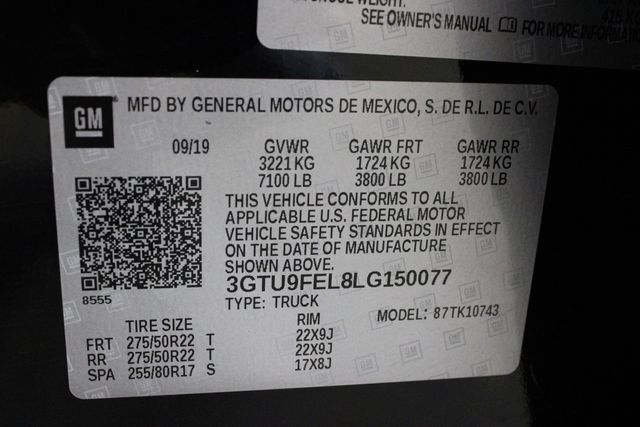 SEE OWNER'S MANUAL FOR MORE
415 K
GM MFD BY GENERAL MOTORS DE MEXICO, S. DE R.L. DE C.V.
09/19 GVWR GAWR FRT GAWR RR
3221 KG 1724 KG 1724 KG
7100 LB 3800 LB 3800 LB
THIS VEHICLE CONFORMS TO ALL
APPLICABLE U.S. FEDERAL MOTOR
VEHICLE SAFETY STANDARDS IN EFFECT
ON THE DATE OF MANUFACTURE
SHOWN ABOVE.
3GTU9FEL8LG150077
8555
TYPE: TRUCK
TIRE SIZE RIM MODEL: 87TK10743
FRT 275/50R22 T 22X9J
RR 275/50R22 T 22X9J
SPA 255/80R17 S 17X8J